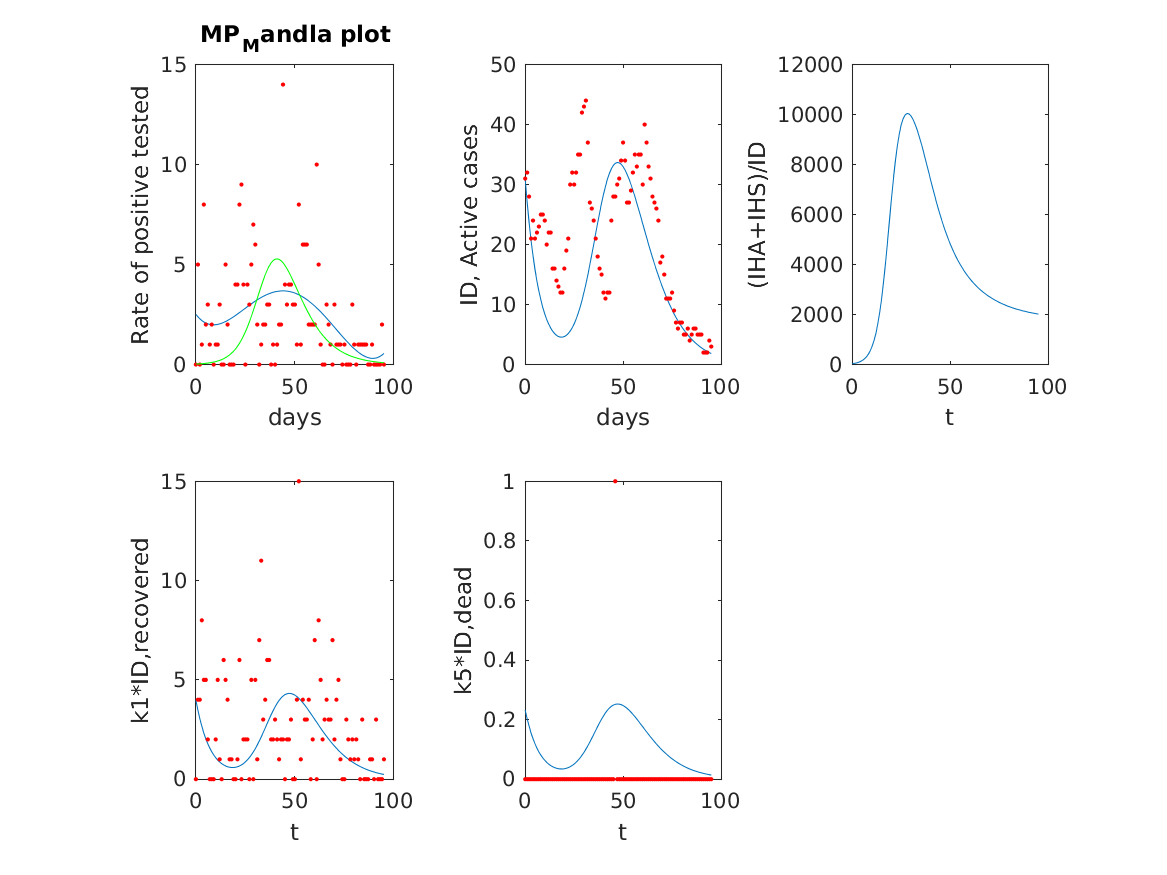 MP_Mandla plot
15
10
5
0
Rate of positive tested
0 50 100
days
50
40
30
20
10
0
ID, Active cases
0 50 100
days
12000
10000
8000
6000
4000
2000
0
(IHA+IHS)/ID
0 50 100
t
15
10
5
0
k1*ID,recovered
0 50 100
t
1
0.8
0.6
0.4
0.2
0
k5*ID,dead
0 50 100
t